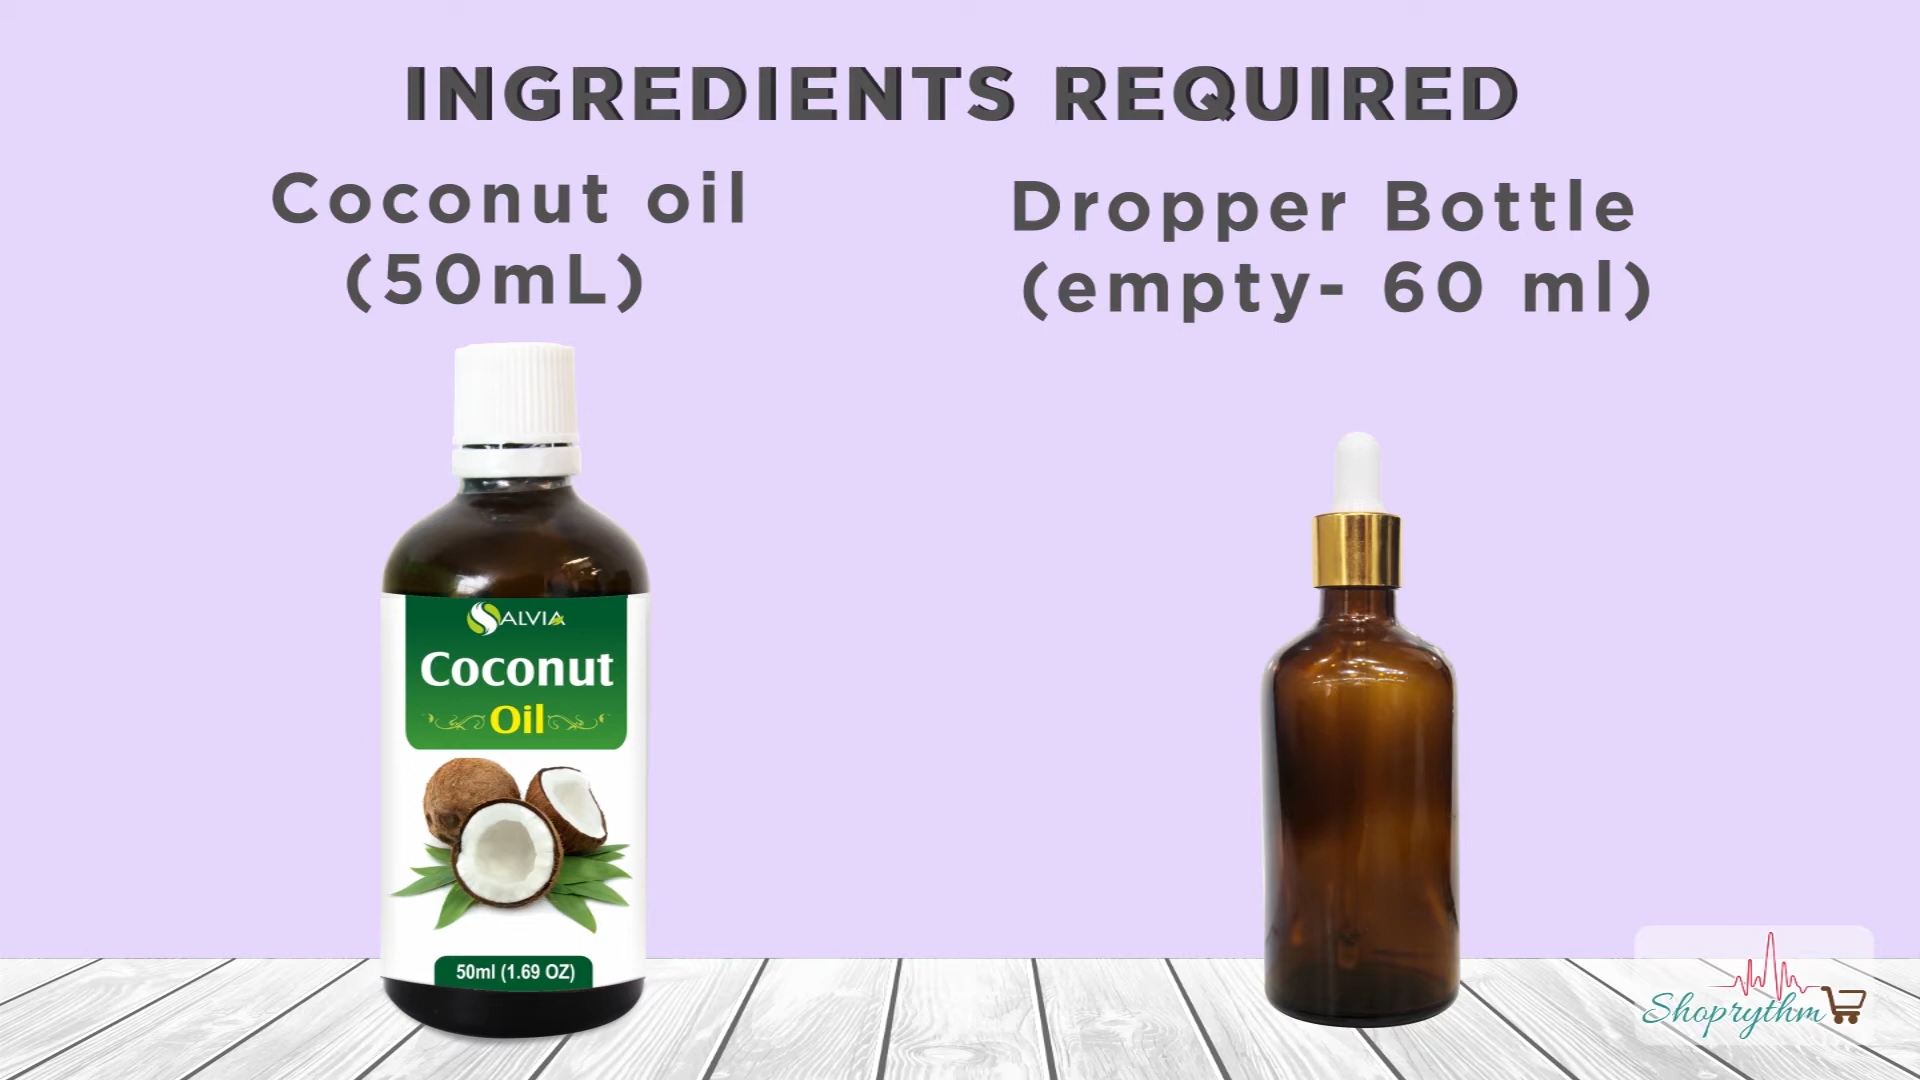 INGREDIENTS REQUIRED
Coconut oil
(50mL)
Dropper Bottle
(empty- 60 ml)
SALVIA
Coconut
Oil
50ml (1.69 OZ)
Shoprythm